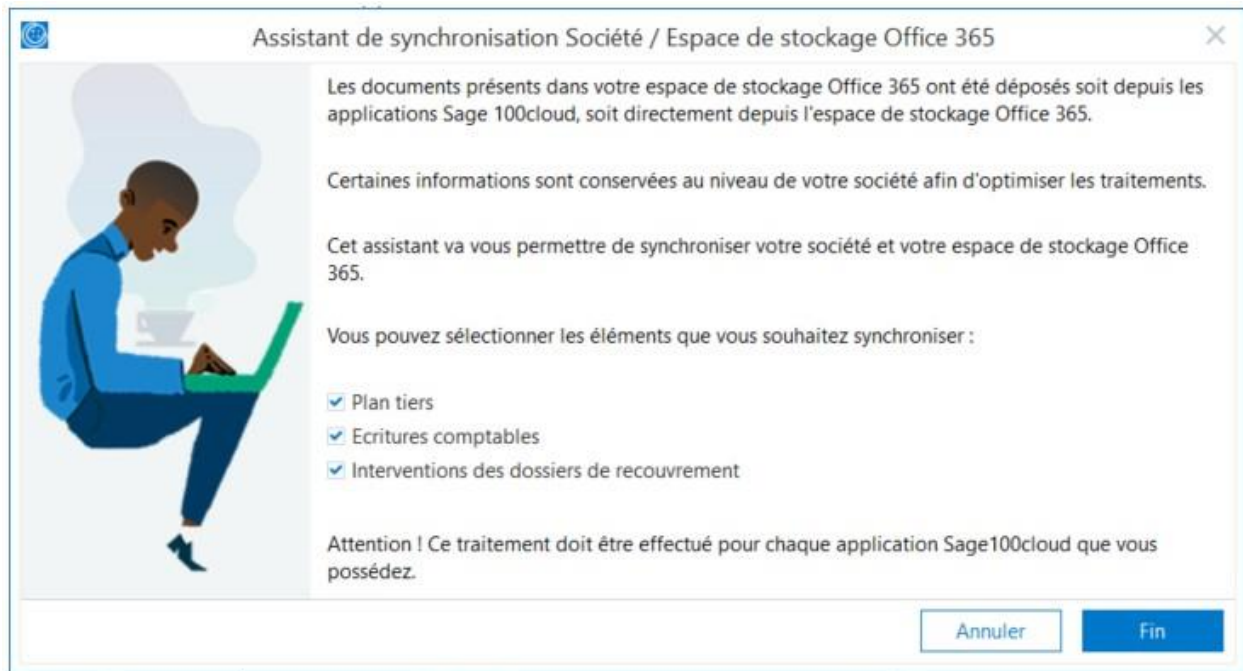 Assistant de synchronisation Société / Espace de stockage Office 365
Les documents présents dans votre espace de stockage Office 365 ont été déposés soit depuis les
applications Sage 100cloud, soit directement depuis l'espace de stockage Office 365.
Certaines informations sont conservées au niveau de votre société afin d'optimiser les traitements.
Cet assistant va vous permettre de synchroniser votre société et votre espace de stockage Office
365.
Vous pouvez sélectionner les éléments que vous souhaitez synchroniser :
Plan tiers
Ecritures comptables
Interventions des dossiers de recouvrement
Attention ! Ce traitement doit être effectué pour chaque application Sage100cloud que vous
possédez.
Annuler
Fin